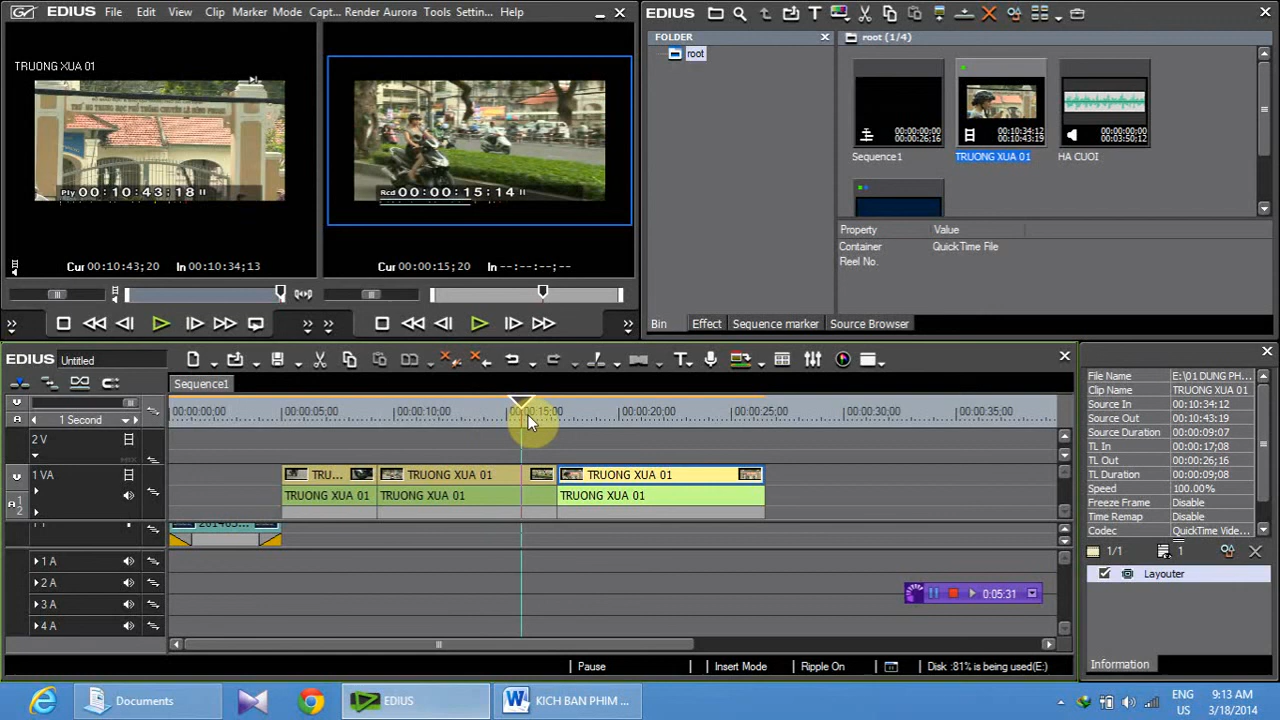 File Edit View Clip Marker Mode Capt... Render Aurora Tools Settin... Help
TRUONG XUA 01
Ply 00:10:43;18 II
Rcd 00:00:15;14 II
Cur 00:10:43;20 In 00:10:34;13
Cur 00:00:15;20 In --:--:--;--
EDIUS
FOLDER
root
root (1/4)
00:00:00;00
00:00:26;16
Sequence1
00:10:34;12
00:10:43;19
TRUONG XUA 01
00:00:00;00
00:03:50;12
HA CUOI
Property Value
Container QuickTime File
Reel No.
Bin Effect Sequence marker Source Browser
EDIUS Untitled
Sequence1
1 Second
00:00:00;00 00:00:05;00 00:00:10;00 00:00:15;00 00:00:20;00 00:00:25;00 00:00:30;00 00:00:35;00
2 V
1 VA
TRU... TRUONG XUA 01 TRUONG XUA 01
TRUONG XUA 01 TRUONG XUA 01 TRUONG XUA 01
1 A
2 A
3 A
4 A
0:05:31
Pause Insert Mode Ripple On Disk :81% is being used(E:)
File Name E:\01 DUNG PH...
Clip Name TRUONG XUA 01
Source In 00:10:34;12
Source Out 00:10:43;19
Source Duration 00:00:09;07
TL In 00:00:17;08
TL Out 00:00:26;16
TL Duration 00:00:09;08
Speed 100.00%
Freeze Frame Disable
Time Remap Disable
Codec QuickTime Vide...
1/1 1
Layouter
Information
Documents
EDIUS
KICH BAN PHIM ...
ENG
US
9:13 AM
3/18/2014